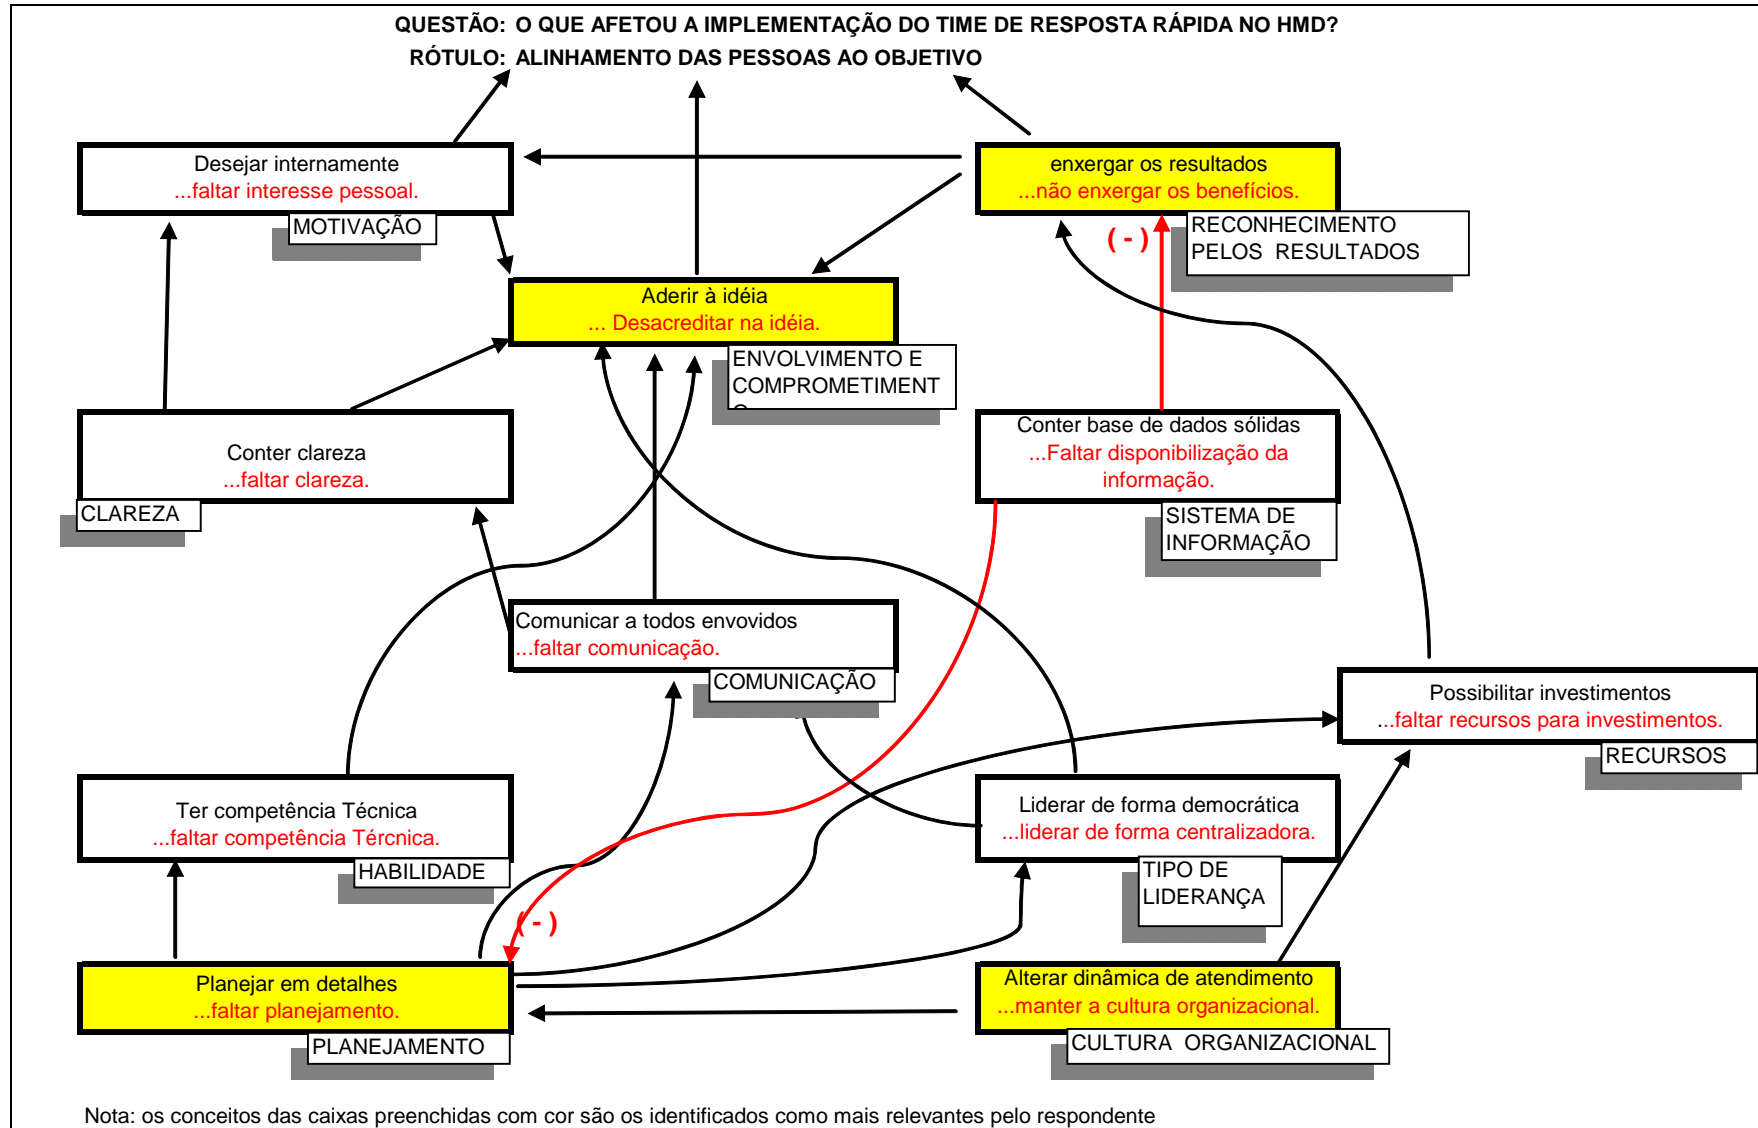 QUESTÃO: O QUE AFETOU A IMPLEMENTAÇÃO DO TIME DE RESPOSTA RÁPIDA NO HMD?
RÓTULO: ALINHAMENTO DAS PESSOAS AO OBJETIVO
Desejar internamente
...faltar interesse pessoal.
MOTIVAÇÃO
enxergar os resultados
...não enxergar os benefícios.
RECONHECIMENTO
PELOS RESULTADOS
( - )
Aderir à idéia
... Desacreditar na idéia.
ENVOLVIMENTO E
COMPROMETIMENT
Conter clareza
...faltar clareza.
CLAREZA
Conter base de dados sólidas
...Faltar disponibilização da
informação.
SISTEMA DE
INFORMAÇÃO
Comunicar a todos envovidos
...faltar comunicação.
COMUNICAÇÃO
Possibilitar investimentos
...faltar recursos para investimentos.
RECURSOS
Ter competência Técnica
...faltar competência Tércnica.
HABILIDADE
Liderar de forma democrática
...liderar de forma centralizadora.
TIPO DE
LIDERANÇA
( - )
Planejar em detalhes
...faltar planejamento.
PLANEJAMENTO
Alterar dinâmica de atendimento
...manter a cultura organizacional.
CULTURA ORGANIZACIONAL
Nota: os conceitos das caixas preenchidas com cor são os identificados como mais relevantes pelo respondente